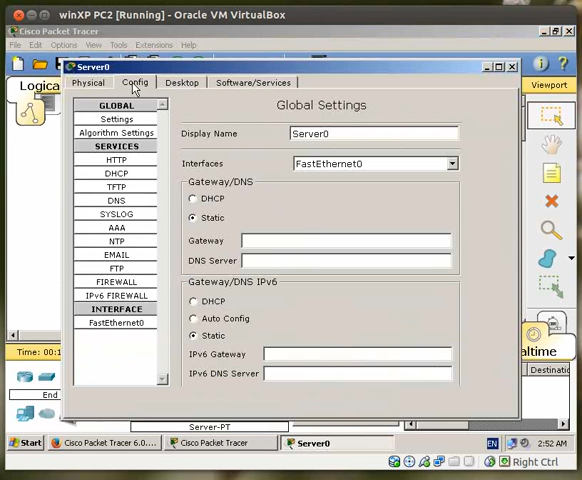 winXP PC2 [Running] - Oracle VM VirtualBox
Cisco Packet Tracer
File Edit Options View Tools Extensions Help
Server0
Logica
Viewport
Physical Config Desktop Software/Services
GLOBAL
Settings
Algorithm Settings
SERVICES
HTTP
DHCP
TFTP
DNS
SYSLOG
AAA
NTP
EMAIL
FTP
FIREWALL
IPv6 FIREWALL
INTERFACE
FastEthernet0
Global Settings
Display Name Server0
Interfaces FastEthernet0
Gateway/DNS
DHCP
Static
Gateway
DNS Server
Gateway/DNS IPv6
DHCP
Auto Config
Static
IPv6 Gateway
IPv6 DNS Server
Time: 00:1
ealtime
End
Destinatio
Server-PT
Start Cisco Packet Tracer 6.0.... Cisco Packet Tracer Server0 EN 2:52 AM
Right Ctrl